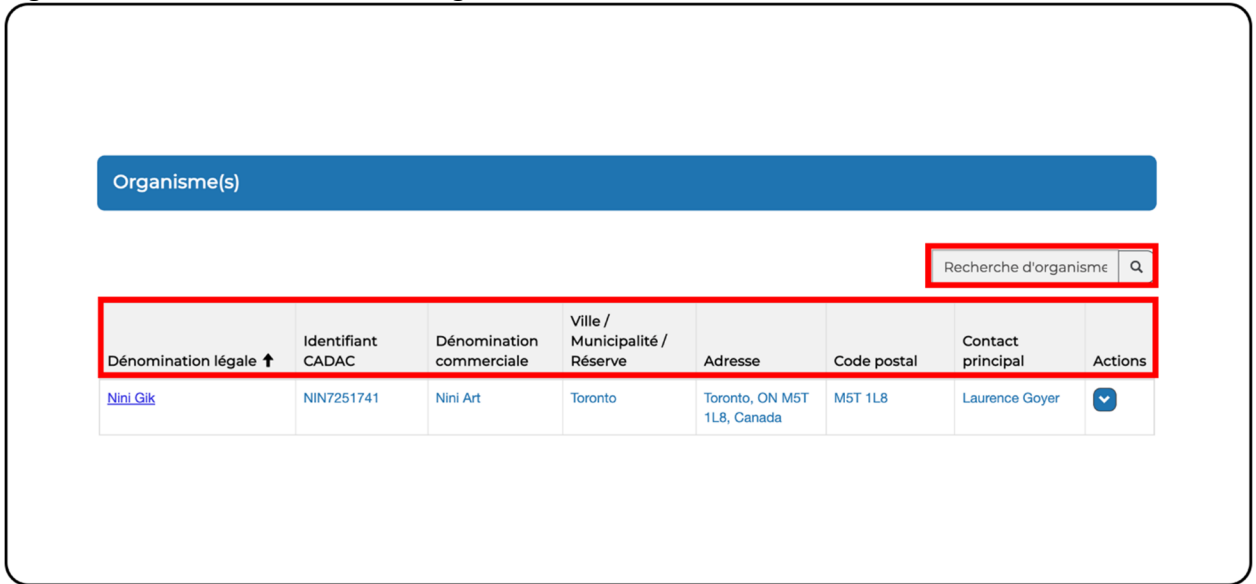 Organisme(s)
Recherche d'organisme
Ville /
Identifiant Dénomination Municipalité / Contact
Dénomination légale CADAC commerciale Réserve Adresse Code postal principal Actions
Nini Gik NIN7251741 Nini Art Toronto Toronto, ON M5T M5T 1L8 Laurence Goyer
1L8, Canada